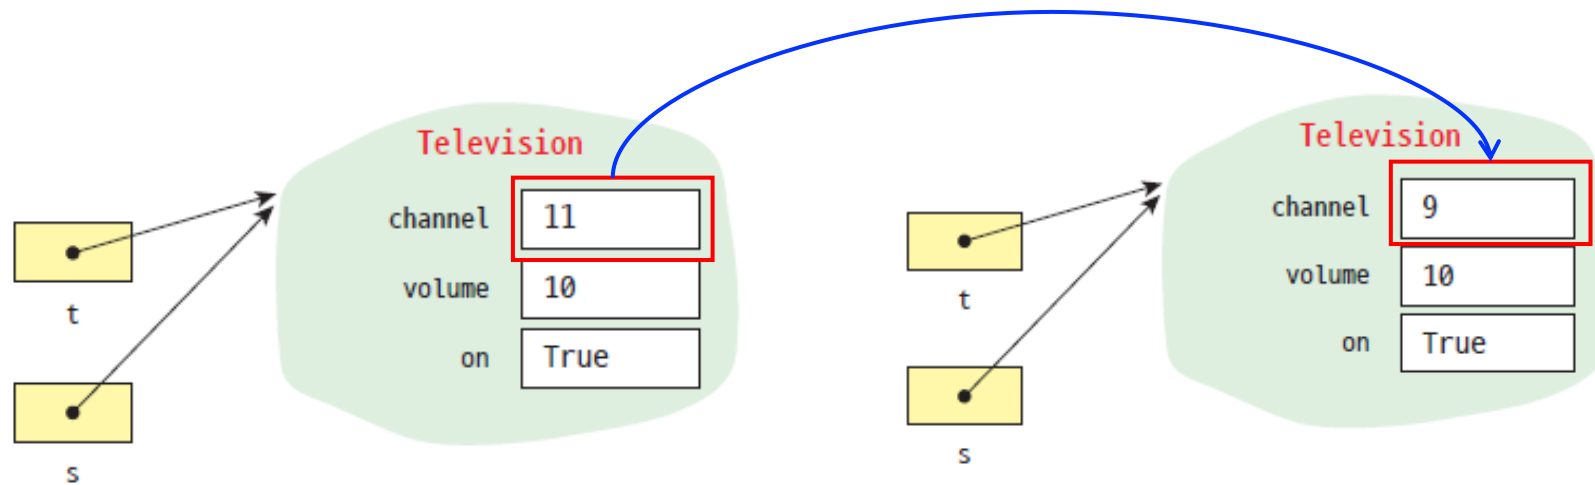 Television
channel 11
volume 10
on True
t
s
Television
channel 9
volume 10
on True
t
s